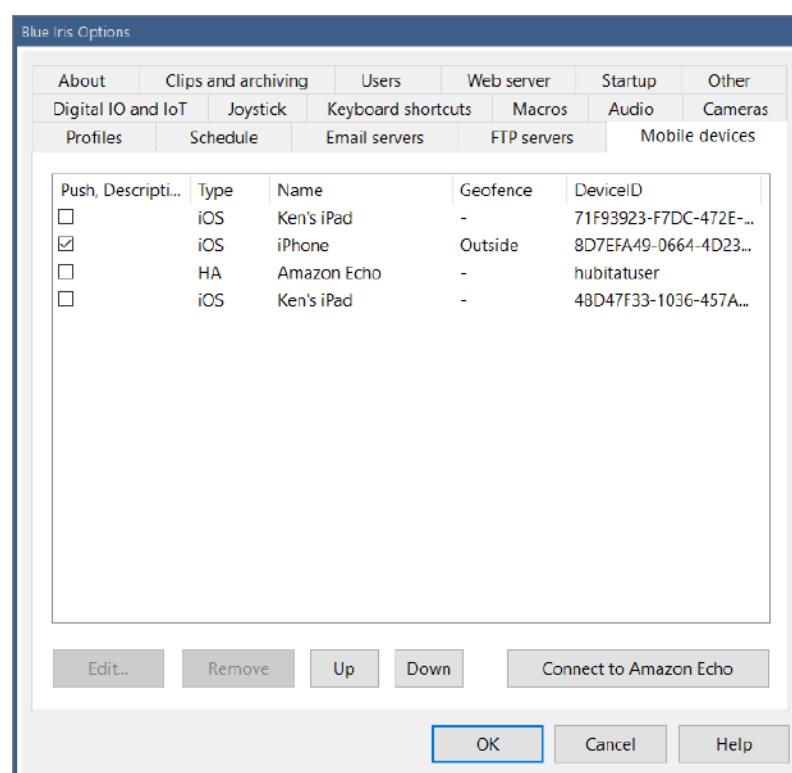 Blue Iris Options
About Clips and archiving Users Web server Startup Other
Digital IO and IoT Joystick Keyboard shortcuts Macros Audio Cameras
Profiles Schedule Email servers FTP servers Mobile devices
Push, Descripti... Type Name Geofence DeviceID
iOS Ken's iPad - 71F93923-F7DC-472E-...
iOS iPhone Outside 8D7EFA49-0664-4D23...
HA Amazon Echo - hubitatuser
iOS Ken's iPad - 48D47F33-1036-457A...
Edit... Remove Up Down Connect to Amazon Echo
OK Cancel Help